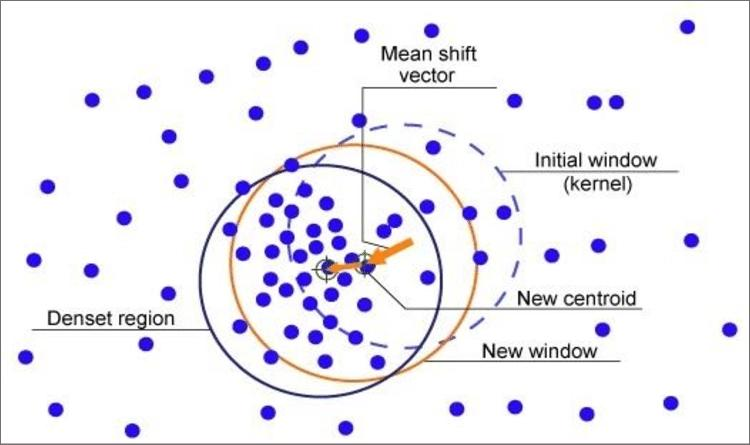 Mean shift
vector
Initial window
(kernel)
New centroid
Denset region
New window